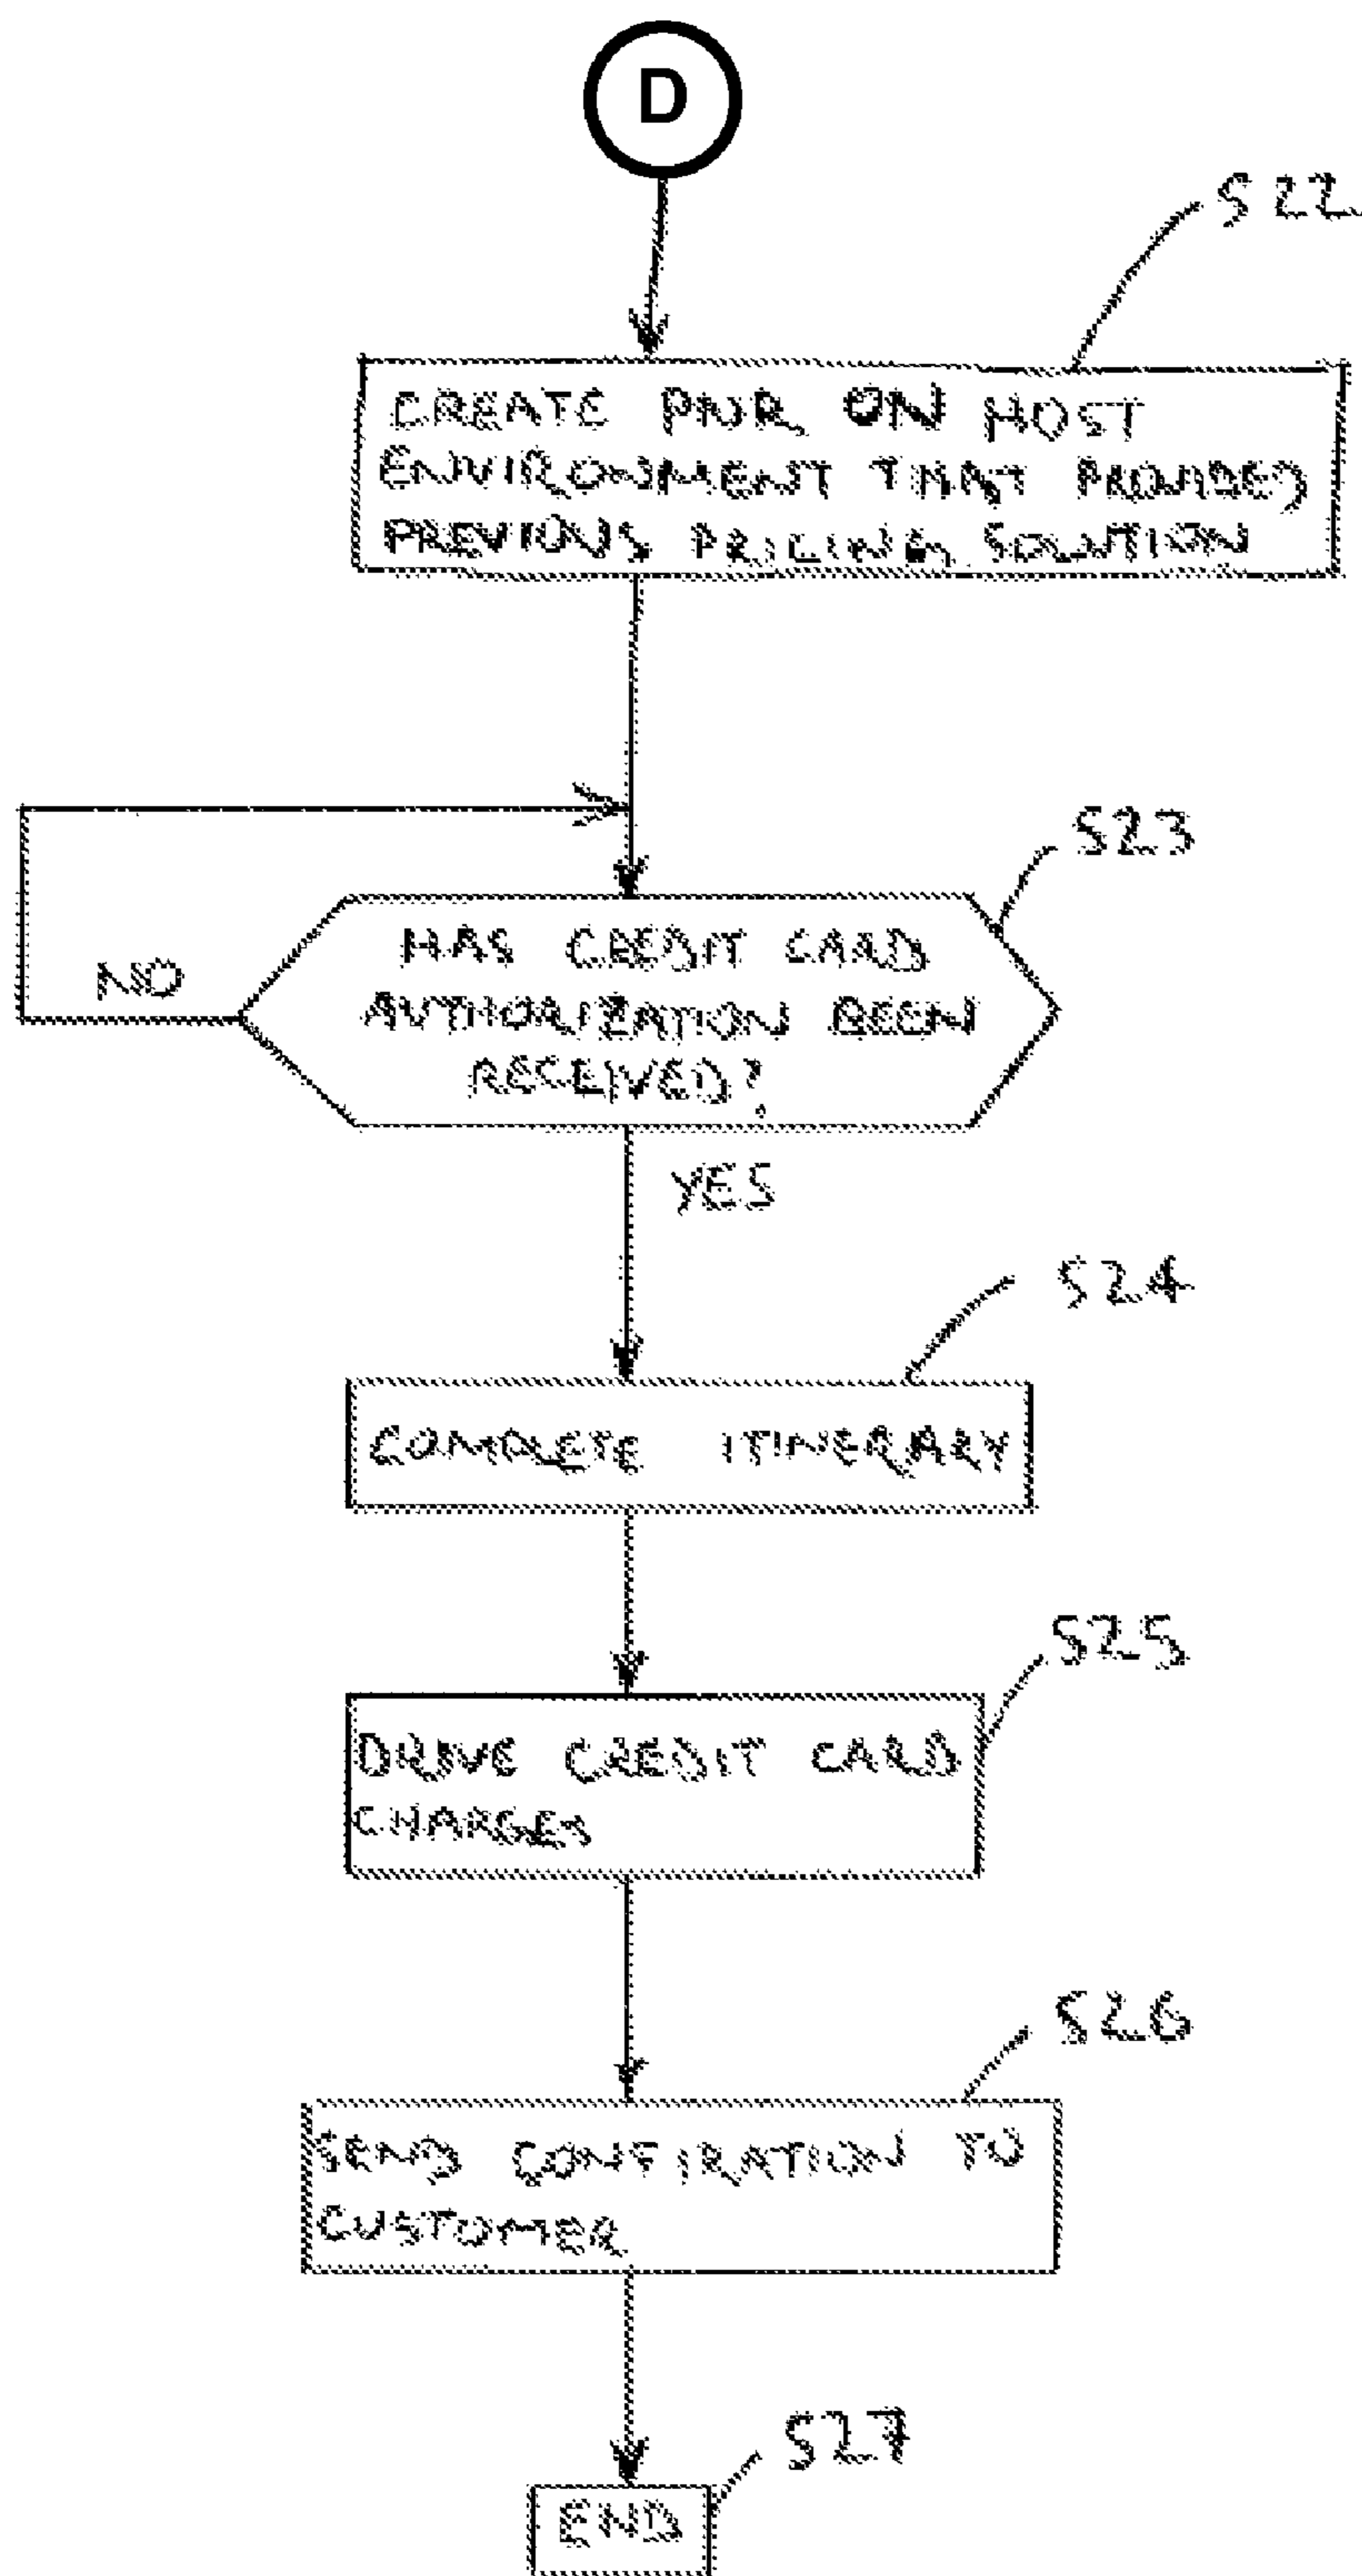 D
S22
CREATE PNR ON HOST
ENVIRONMENT THAT PROVIDED
PREVIOUS PRICING SOLUTION
S23
HAS CREDIT CARD
AUTHORIZATION BEEN
RECEIVED?
NO
YES
S24
COMPLETE ITINERARY
S25
DRIVE CREDIT CARD
CHARGES
S26
SEND CONFIRATION TO
CUSTOMER
S27
END